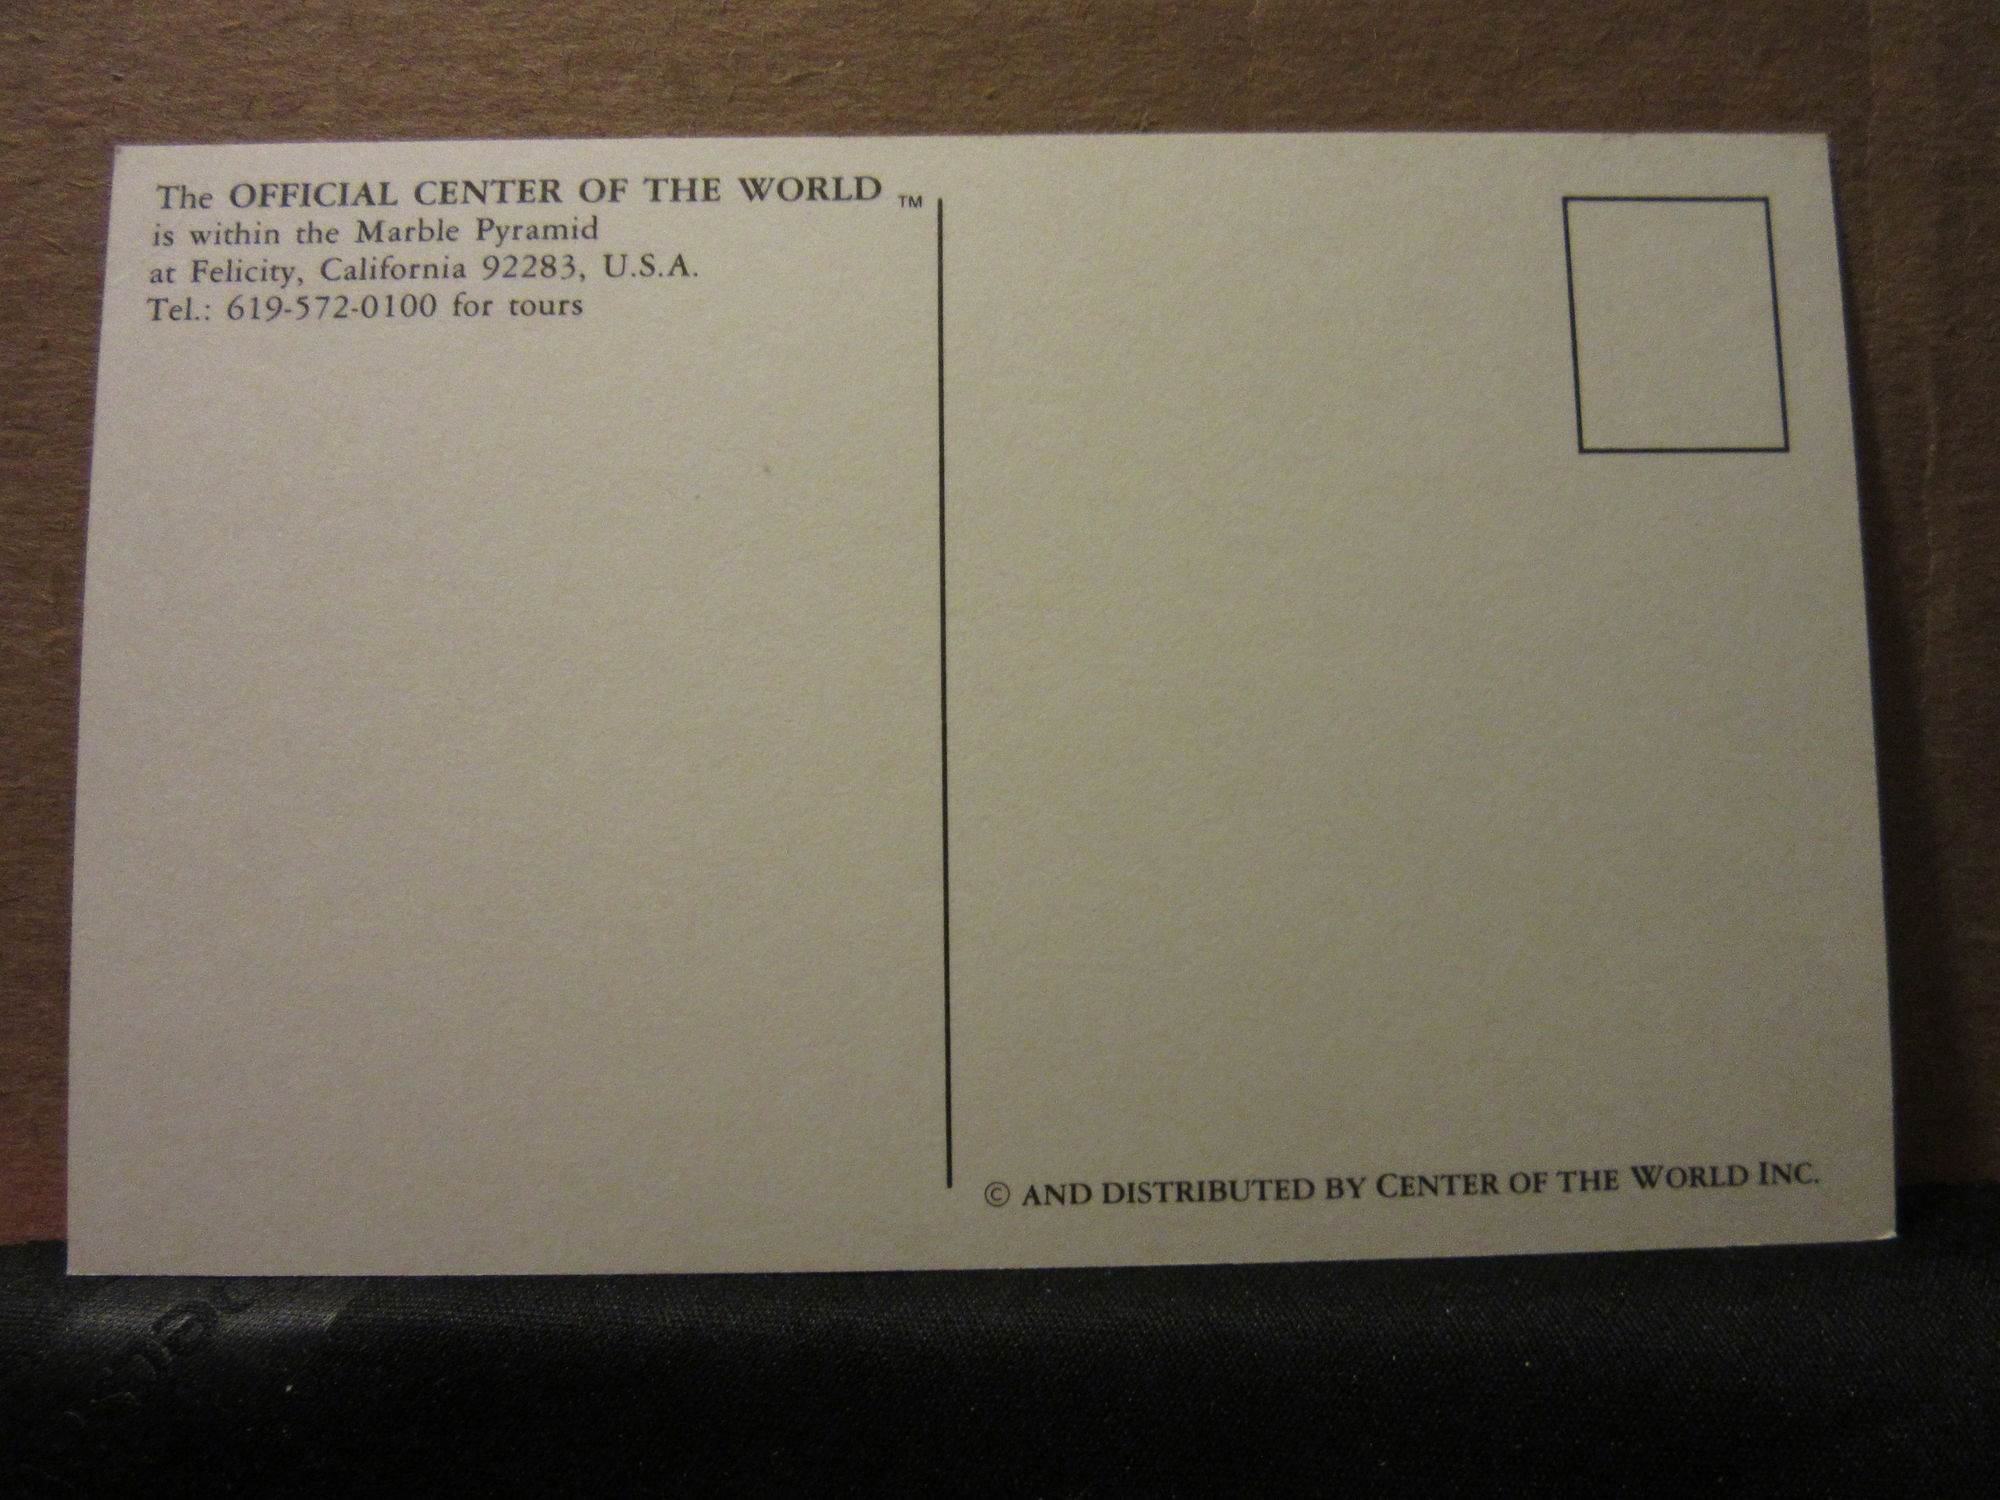 The OFFICIAL CENTER OF THE WORLD ™
is within the Marble Pyramid
at Felicity, California 92283, U.S.A.
Tel.: 619-572-0100 for tours
© AND DISTRIBUTED BY CENTER OF THE WORLD INC.